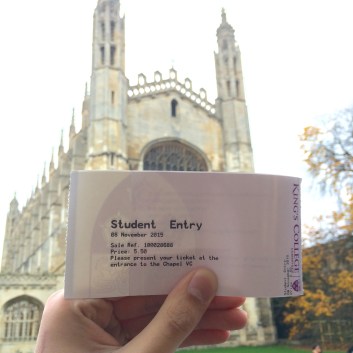 Student Entry
08 November 2015
Sale Ref.
Price: 5.50
Please present your ticket at the
entrance to the Chapel VC
KING'S COLLEGE